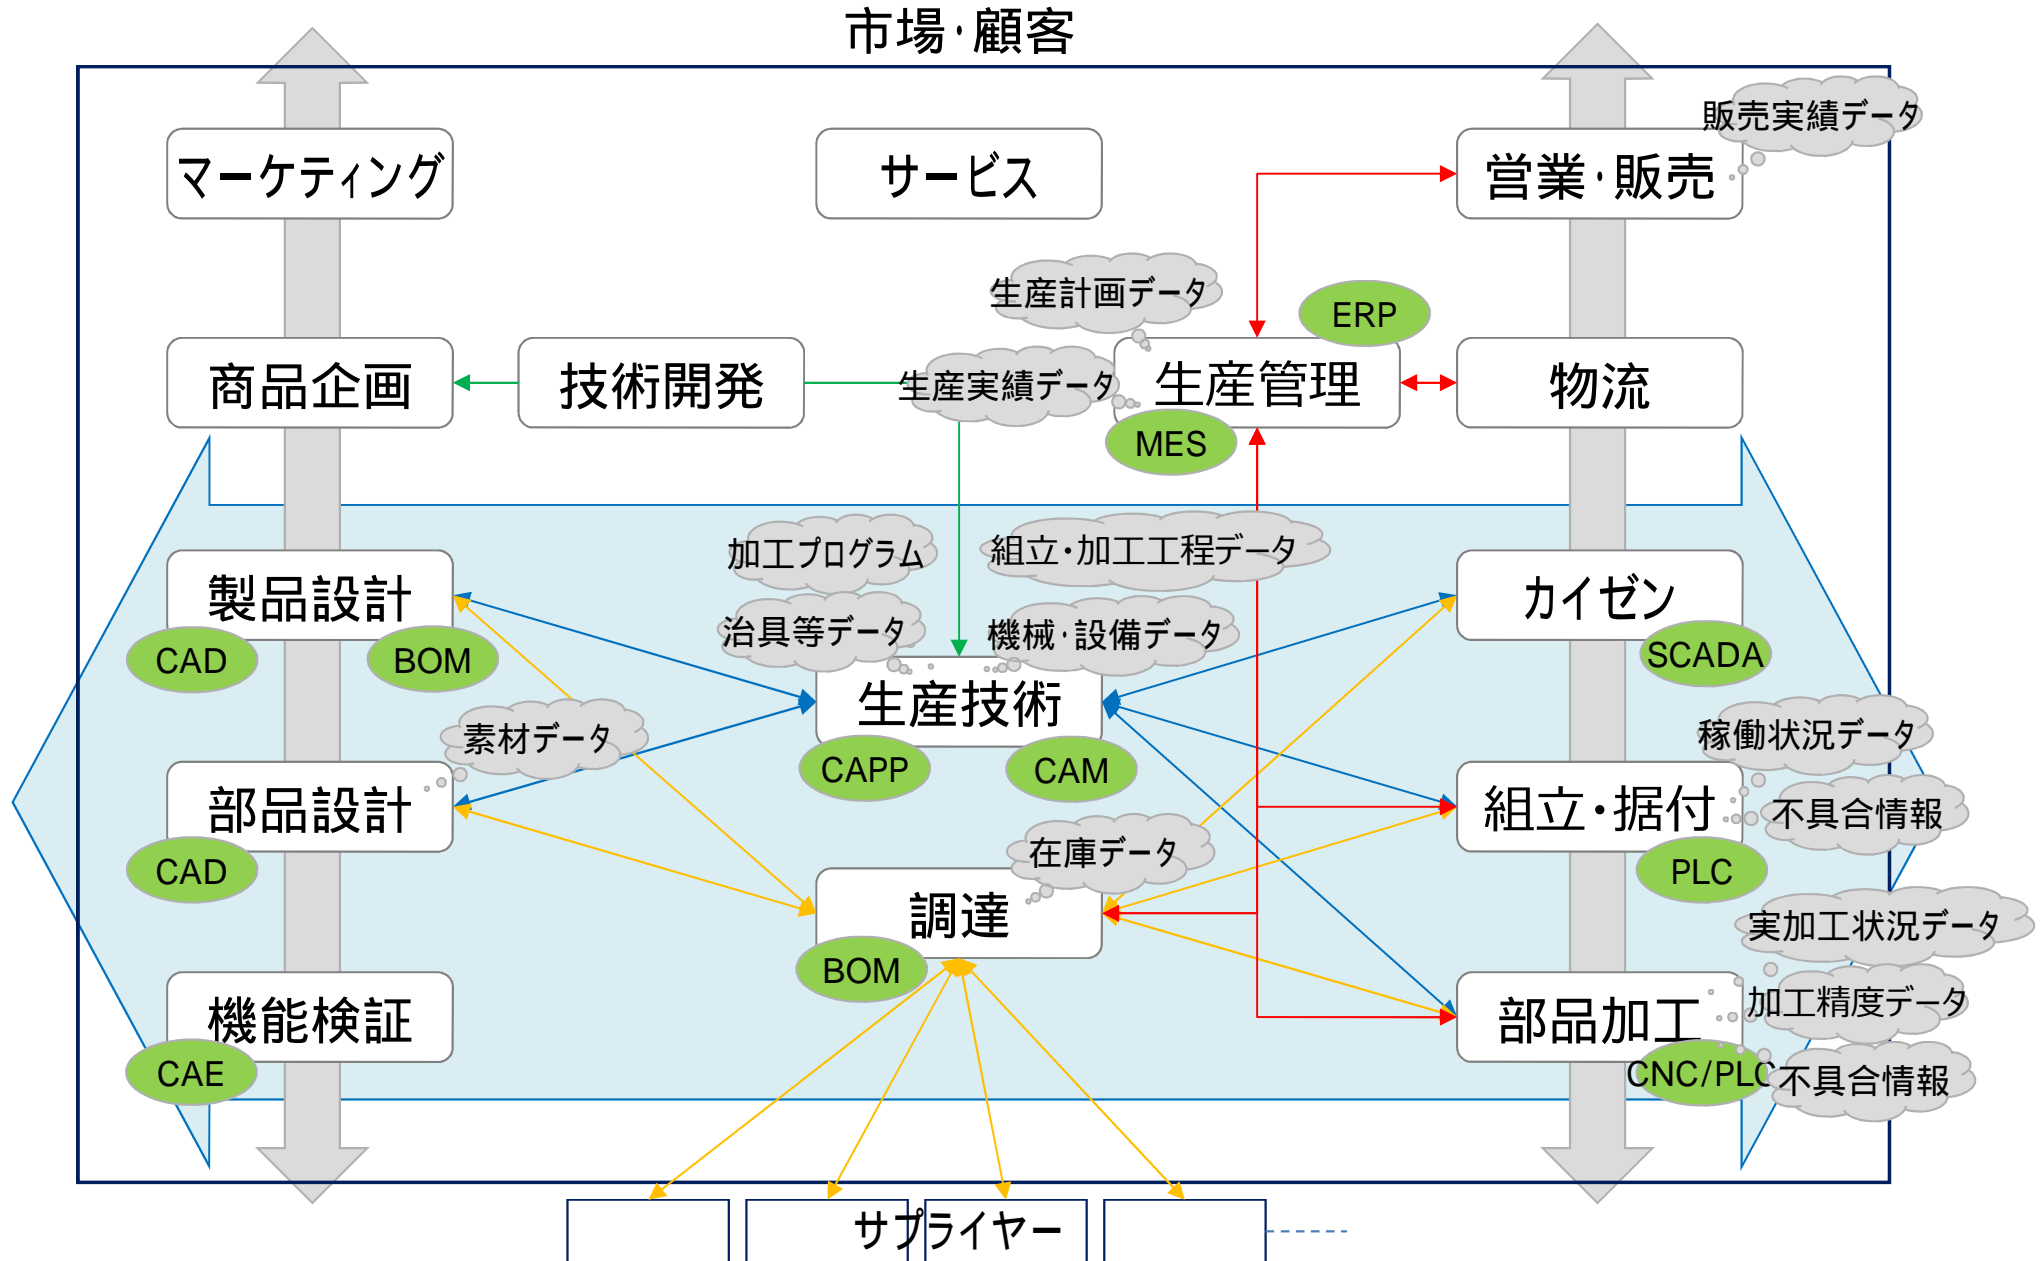 市場･顧客
販売実績データ
マーケティング
サービス
営業･販売
生産計画データ
ERP
商品企画
技術開発
生産実績データ
生産管理
物流
MES
加工プログラム
組立･加工工程データ
製品設計
カイゼン
治具等データ
機械･設備データ
CAD
BOM
SCADA
生産技術
素材データ
稼働状況データ
CAPP
CAM
部品設計
組立･据付
不具合情報
在庫データ
CAD
PLC
調達
実加工状況データ
BOM
機能検証
部品加工
加工精度データ
CAE
CNC/PLC
不具合情報
サプライヤー